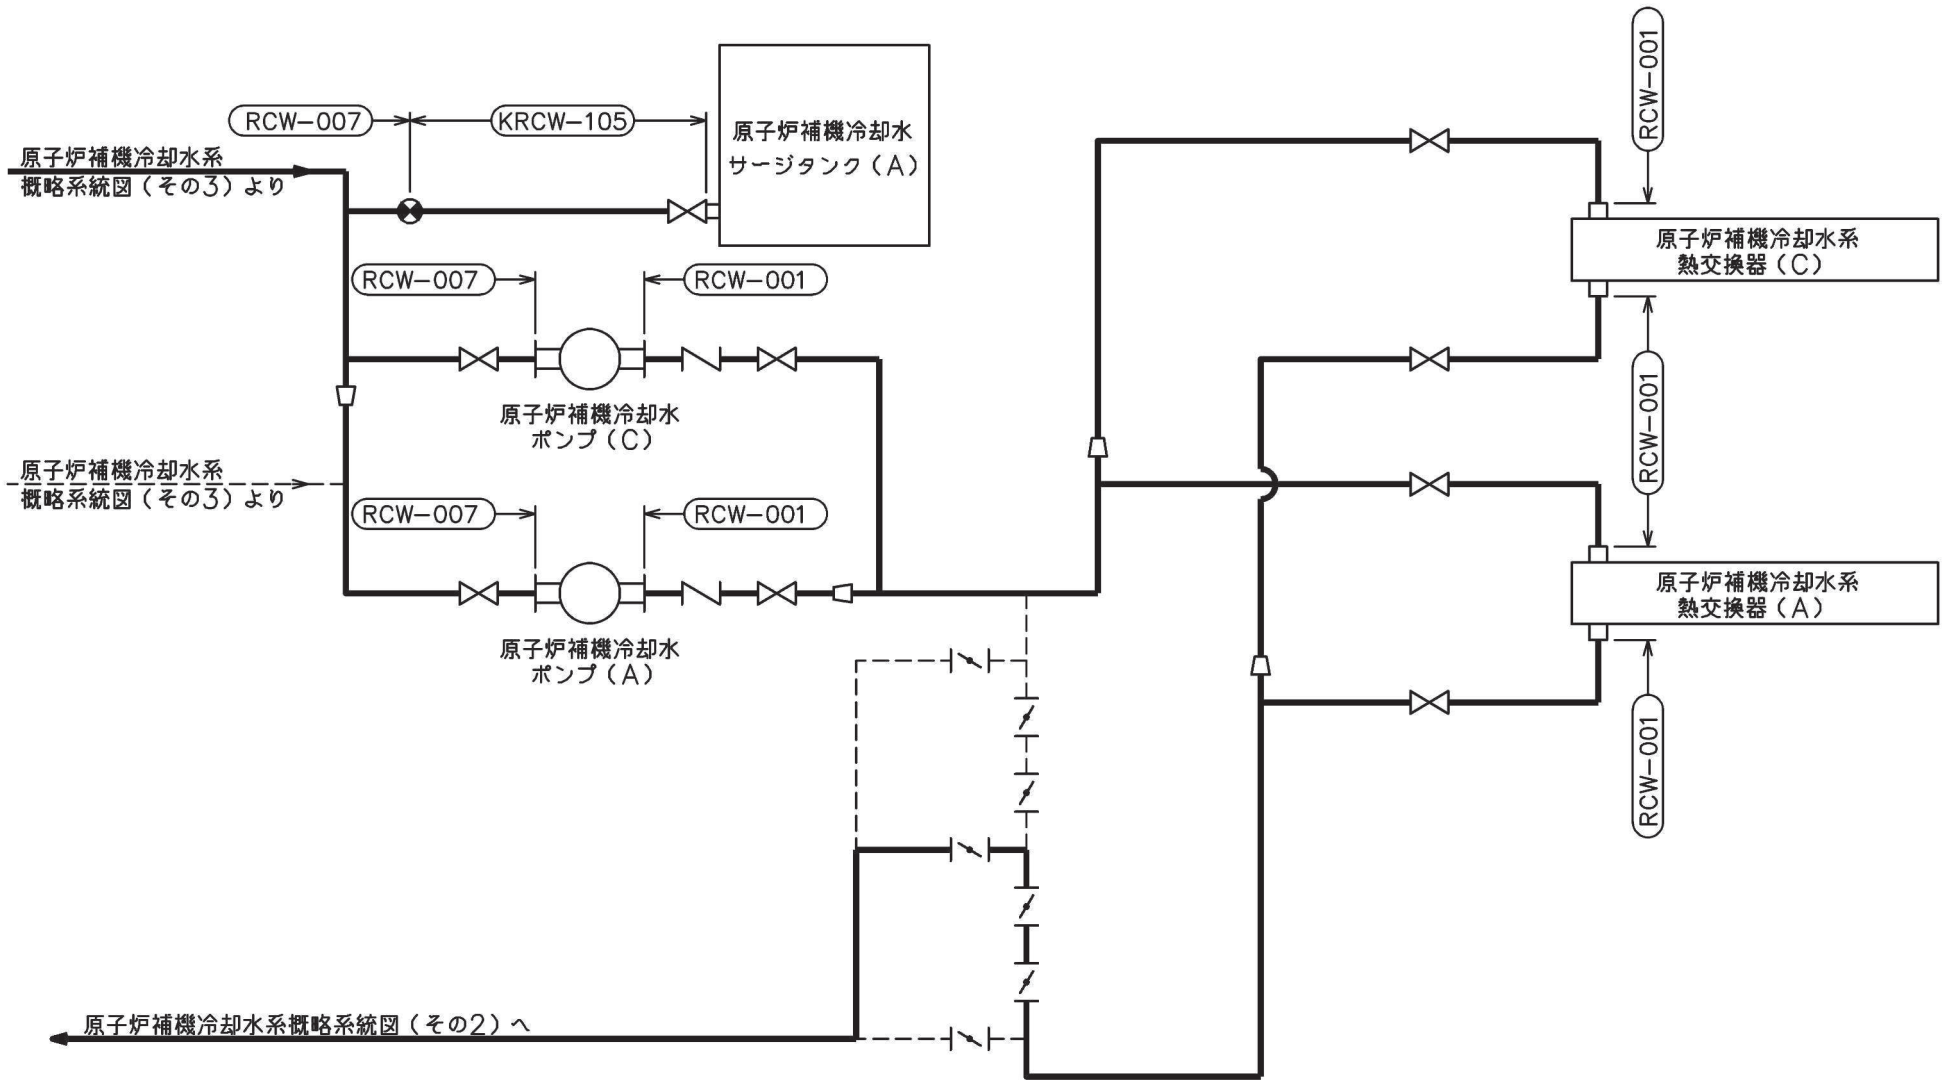 RCW-001
RCW-007
KRCW-105
原子炉補機冷却水
サージタンク(A)
原子炉補機冷却水系
概略系統図(その3)より
原子炉補機冷却水系
熱交換器(C)
RCW-007
RCW-001
原子炉補機冷却水
ポンプ(C)
RCW-001
原子炉補機冷却水系
概略系統図(その3)より
RCW-007
RCW-001
原子炉補機冷却水系
熱交換器(A)
原子炉補機冷却水
ポンプ(A)
RCW-001
原子炉補機冷却水系概略系統図(その2)へ